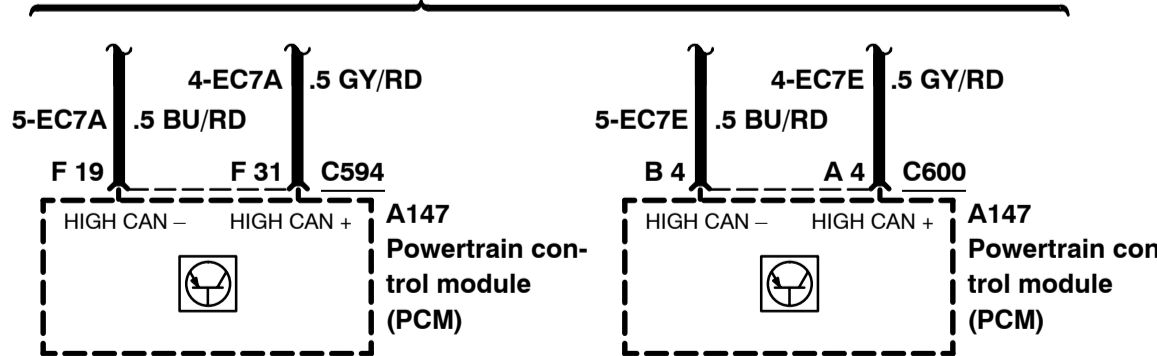 4-EC7A .5 GY/RD
5-EC7A .5 BU/RD
F 19 F 31 C594
HIGH CAN – HIGH CAN +
A147
Powertrain con-
trol module
(PCM)
4-EC7E .5 GY/RD
5-EC7E .5 BU/RD
B 4 A 4 C600
HIGH CAN – HIGH CAN +
A147
Powertrain con
trol module
(PCM)